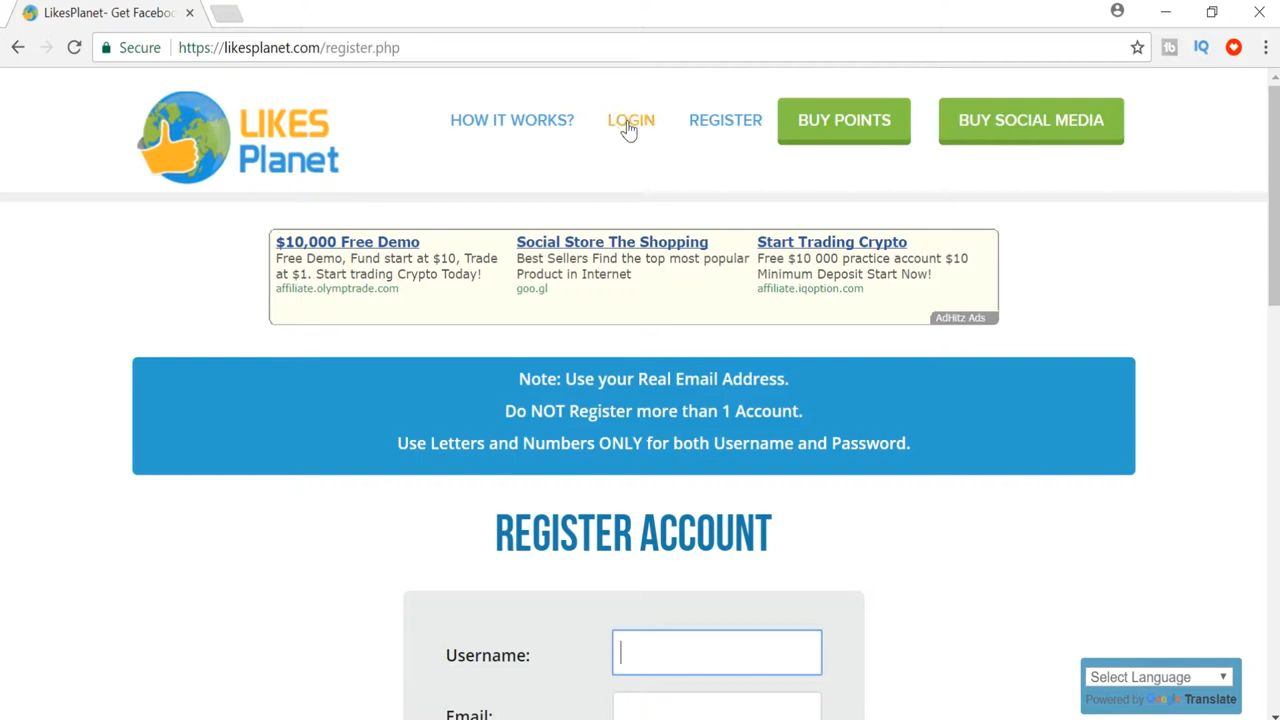 LikesPlanet- Get Faceboo
Secure https://likesplanet.com/register.php
IQ
LIKES
Planet
HOW IT WORKS?
LOGIN
REGISTER
BUY POINTS
BUY SOCIAL MEDIA
$10,000 Free Demo
Free Demo, Fund start at $10, Trade
at $1. Start trading Crypto Today!
affiliate.olymptrade.com
Social Store The Shopping
Best Sellers Find the top most popular
Product in Internet
goo.gl
Start Trading Crypto
Free $10 000 practice account $10
Minimum Deposit Start Now!
affiliate.iqoption.com
AdHitz Ads
Note: Use your Real Email Address.
Do NOT Register more than 1 Account.
Use Letters and Numbers ONLY for both Username and Password.
REGISTER ACCOUNT
Username:
Email:
Select Language
Powered by Google Translate